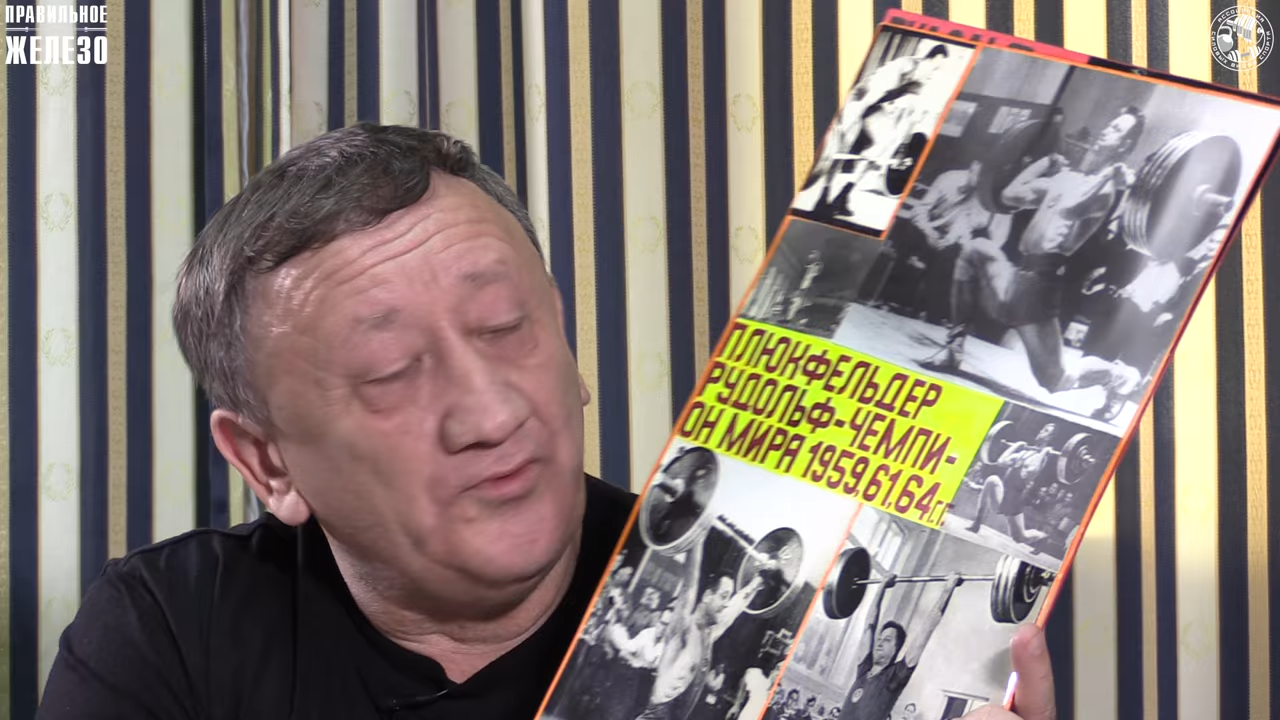 ПРАВИЛЬНОЕ
ЖЕЛЕЗО
ПЛЮКФЕЛЬДЕР
РУДОЛЬФ-ЧЕМПИ-
ОН МИРА 1959,61,64г.г.